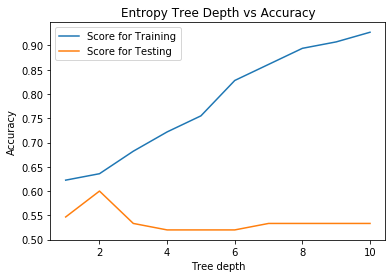 Entropy Tree Depth vs Accuracy
Score for Training
Score for Testing
Accuracy
0.90
0.85
0.80
0.75
0.70
0.65
0.60
0.55
0.50
2
4
6
8
10
Tree depth